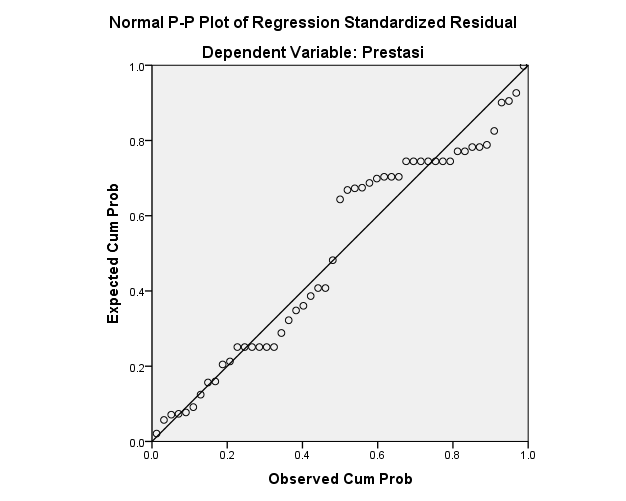 Normal P-P Plot of Regression Standardized Residual
Dependent Variable: Prestasi
1.0
0.8
0.6
0.4
0.2
0.0
Expected Cum Prob
0.0 0.2 0.4 0.6 0.8 1.0
Observed Cum Prob